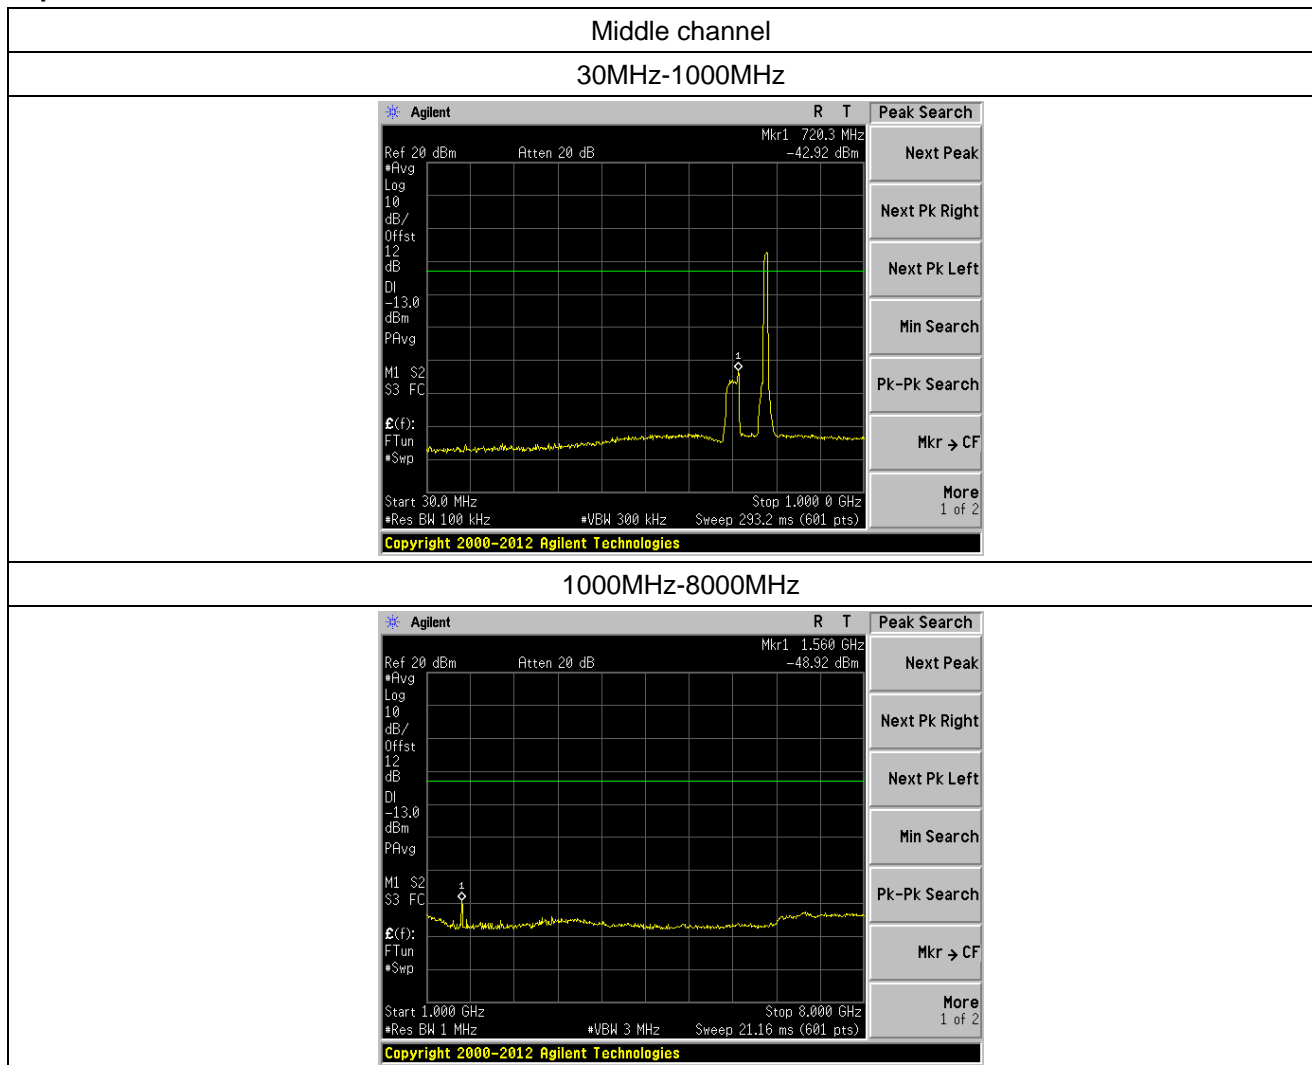 Middle channel
30MHz-1000MHz
Agilent R T Peak Search
Mkr1 720.3 MHz
Ref 20 dBm Atten 20 dB -42.92 dBm
#Avg
Log
10
dB/
Offst
12
dB
DI
-13.0
dBm
PAvg
M1 S2
S3 FC
£(f):
FTun
#Swp
1
Start 30.0 MHz Stop 1.000 0 GHz
#Res BW 100 kHz #VBW 300 kHz Sweep 293.2 ms (601 pts)
Copyright 2000-2012 Agilent Technologies
Next Peak
Next Pk Right
Next Pk Left
Min Search
Pk-Pk Search
Mkr → CF
More
1 of 2
1000MHz-8000MHz
Agilent R T Peak Search
Mkr1 1.560 GHz
Ref 20 dBm Atten 20 dB -48.92 dBm
#Avg
Log
10
dB/
Offst
12
dB
DI
-13.0
dBm
PAvg
M1 S2
S3 FC
£(f):
FTun
#Swp
1
Start 1.000 GHz Stop 8.000 GHz
#Res BW 1 MHz #VBW 3 MHz Sweep 21.16 ms (601 pts)
Copyright 2000-2012 Agilent Technologies
Next Peak
Next Pk Right
Next Pk Left
Min Search
Pk-Pk Search
Mkr → CF
More
1 of 2